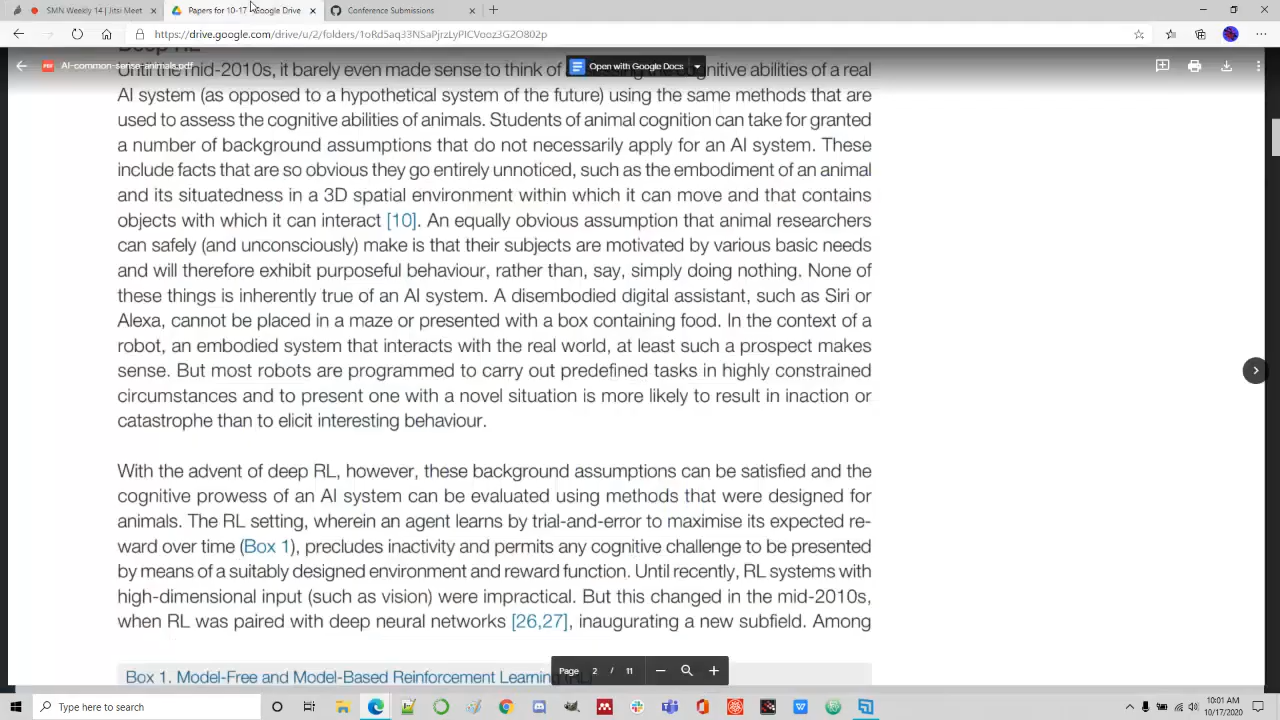 SMN Weekly 14 | Jitsi Meet
Papers for 10-17 - Google Drive
Conference Submissions
https://drive.google.com/drive/u/2/folders/
AI-common-sense-animals.pdf
Open with Google Docs
Deep RL
Until the mid-2010s, it barely even made sense to think of assessing the cognitive abilities of a real
AI system (as opposed to a hypothetical system of the future) using the same methods that are
used to assess the cognitive abilities of animals. Students of animal cognition can take for granted
a number of background assumptions that do not necessarily apply for an AI system. These
include facts that are so obvious they go entirely unnoticed, such as the embodiment of an animal
and its situatedness in a 3D spatial environment within which it can move and that contains
objects with which it can interact [10]. An equally obvious assumption that animal researchers
can safely (and unconsciously) make is that their subjects are motivated by various basic needs
and will therefore exhibit purposeful behaviour, rather than, say, simply doing nothing. None of
these things is inherently true of an AI system. A disembodied digital assistant, such as Siri or
Alexa, cannot be placed in a maze or presented with a box containing food. In the context of a
robot, an embodied system that interacts with the real world, at least such a prospect makes
sense. But most robots are programmed to carry out predefined tasks in highly constrained
circumstances and to present one with a novel situation is more likely to result in inaction or
catastrophe than to elicit interesting behaviour.
With the advent of deep RL, however, these background assumptions can be satisfied and the
cognitive prowess of an AI system can be evaluated using methods that were designed for
animals. The RL setting, wherein an agent learns by trial-and-error to maximise its expected re-
ward over time (Box 1), precludes inactivity and permits any cognitive challenge to be presented
by means of a suitably designed environment and reward function. Until recently, RL systems with
high-dimensional input (such as vision) were impractical. But this changed in the mid-2010s,
when RL was paired with deep neural networks [26,27], inaugurating a new subfield. Among
Box 1. Model-Free and Model-Based Reinforcement Learning
Page 2 / 11
Type here to search
10:01 AM
10/17/2020